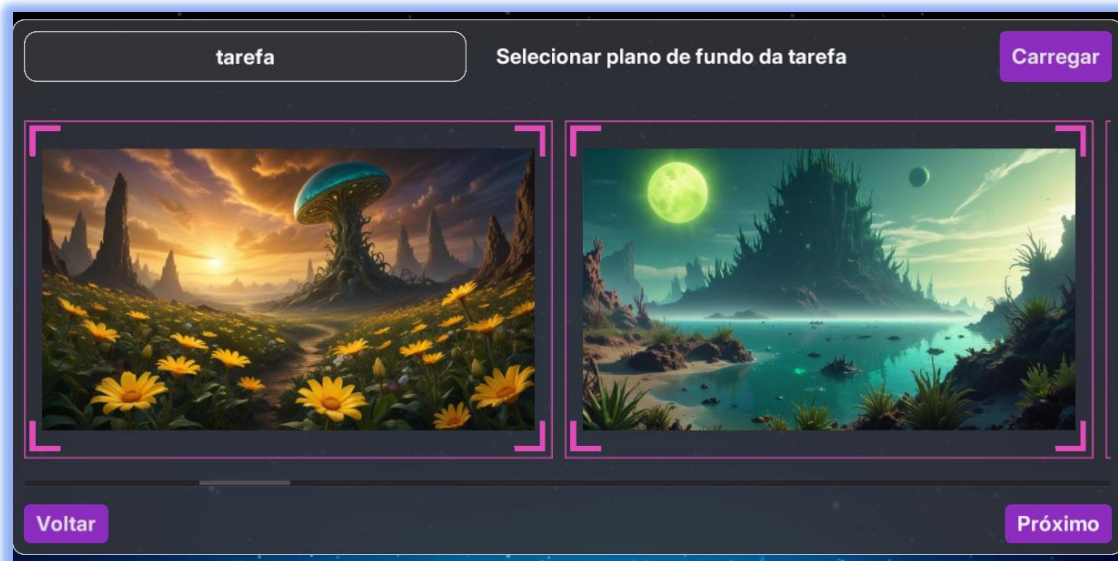 tarefa
Selecionar plano de fundo da tarefa
Carregar
Voltar
Próximo